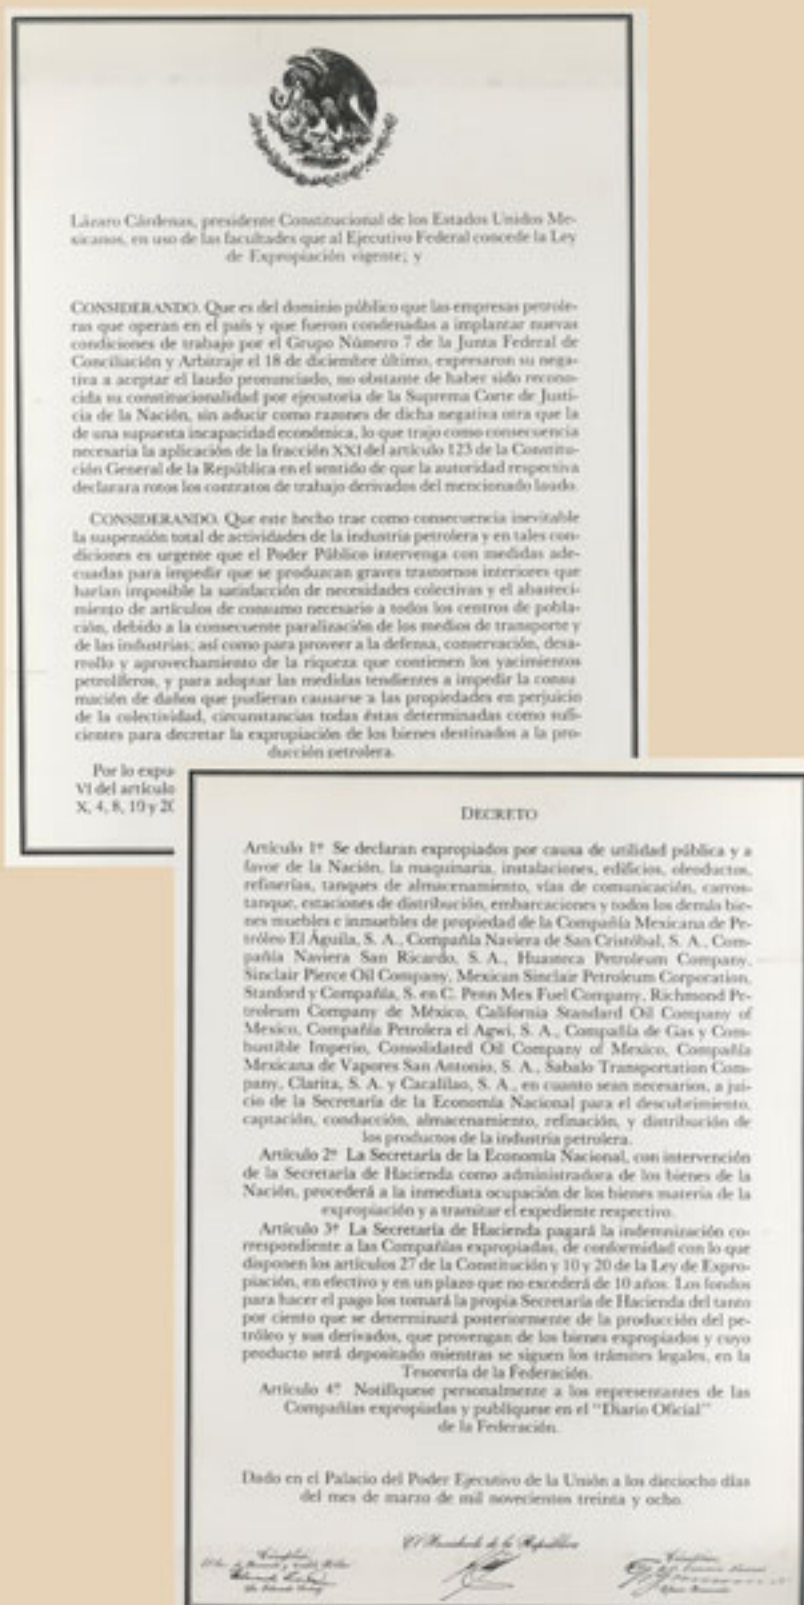 Lázaro Cárdenas, presidente Constitucional de los Estados Unidos Me-
xicanos, en uso de las facultades que al Ejecutivo Federal concede la Ley
de Expropiación vigente; y
CONSIDERANDO. Que es del dominio público que las empresas petrole-
ras que operan en el país y que fueron condenadas a implantar nuevas
condiciones de trabajo por el Grupo Número 7 de la Junta Federal de
Conciliación y Arbitraje el 18 de diciembre último, expresaron su nega-
tiva a aceptar el laudo pronunciado, no obstante de haber sido recono-
cida su constitucionalidad por ejecutoria de la Suprema Corte de Justi-
cia de la Nación, sin aducir como razones de dicha negativa otra que la
de una supuesta incapacidad económica, lo que trajo como consecuencia
necesaria la aplicación de la fracción XXI del artículo 123 de la Constitu-
ción General de la República en el sentido de que la autoridad respectiva
declarara rotos los contratos de trabajo derivados del mencionado laudo.
CONSIDERANDO. Que este hecho trae como consecuencia inevitable
la suspensión total de actividades de la industria petrolera y en tales con-
diciones es urgente que el Poder Público intervenga con medidas ade-
cuadas para impedir que se produzcan graves trastornos interiores que
harían imposible la satisfacción de necesidades colectivas y el abasteci-
miento de artículos de consumo necesario a todos los centros de pobla-
ción, debido a la consecuente paralización de los medios de transporte y
de las industrias; así como para proveer a la defensa, conservación, desa-
rrollo y aprovechamiento de la riqueza que contienen los yacimientos
petrolíferos, y para adoptar las medidas tendientes a impedir la consu
mación de daños que pudieran causarse a las propiedades en perjuicio
de la colectividad, circunstancias todas éstas determinadas como sufi-
cientes para decretar la expropiación de los bienes destinados a la pro-
ducción petrolera.
Por lo expu
VI del artículo
X, 4, 8, 10 y 20
DECRETO
Artículo 1º Se declaran expropiados por causa de utilidad pública y a
favor de la Nación, la maquinaria, instalaciones, edificios, oleoductos,
refinerías, tanques de almacenamiento, vías de comunicación, carros-
tanque, estaciones de distribución, embarcaciones y todos los demás bie-
nes muebles e inmuebles de propiedad de la Compañía Mexicana de Pe-
tróleo El Águila, S. A., Compañía Naviera de San Cristóbal, S. A., Com-
pañía Naviera San Ricardo, S. A., Huasteca Petroleum Company,
Sinclair Pierce Oil Company, Mexican Sinclair Petroleum Corporation,
Stanford y Compañía, S. en C. Penn Mex Fuel Company, Richmond Pe-
troleum Company de México, California Standard Oil Company of
Mexico, Compañía Petrolera el Agwi, S. A., Compañía de Gas y Com-
bustible Imperio, Consolidated Oil Company of Mexico, Compañía
Mexicana de Vapores San Antonio, S. A., Sabalo Transportation Com-
pany, Clarita, S. A. y Cacalilao, S. A., en cuanto sean necesarios, a jui-
cio de la Secretaría de la Economía Nacional para el descubrimiento,
captación, conducción, almacenamiento, refinación, y distribución de
los productos de la industria petrolera.
Artículo 2º La Secretaría de la Economía Nacional, con intervención
de la Secretaría de Hacienda como administradora de los bienes de la
Nación, procederá a la inmediata ocupación de los bienes materia de la
expropiación y a tramitar el expediente respectivo.
Artículo 3º La Secretaría de Hacienda pagará la indemnización co-
rrespondiente a las Compañías expropiadas, de conformidad con lo que
disponen los artículos 27 de la Constitución y 10 y 20 de la Ley de Expro-
piación, en efectivo y en un plazo que no excederá de 10 años. Los fondos
para hacer el pago los tomará la propia Secretaría de Hacienda del tanto
por ciento que se determinará posteriormente de la producción del pe-
tróleo y sus derivados, que provengan de los bienes expropiados y cuyo
producto será depositado mientras se siguen los trámites legales, en la
Tesorería de la Federación.
Artículo 4º Notifíquese personalmente a los representantes de las
Compañías expropiadas y publíquese en el "Diario Oficial"
de la Federación.
Dado en el Palacio del Poder Ejecutivo de la Unión a los dieciocho días
del mes de marzo de mil novecientos treinta y ocho.
El Presidente de la República